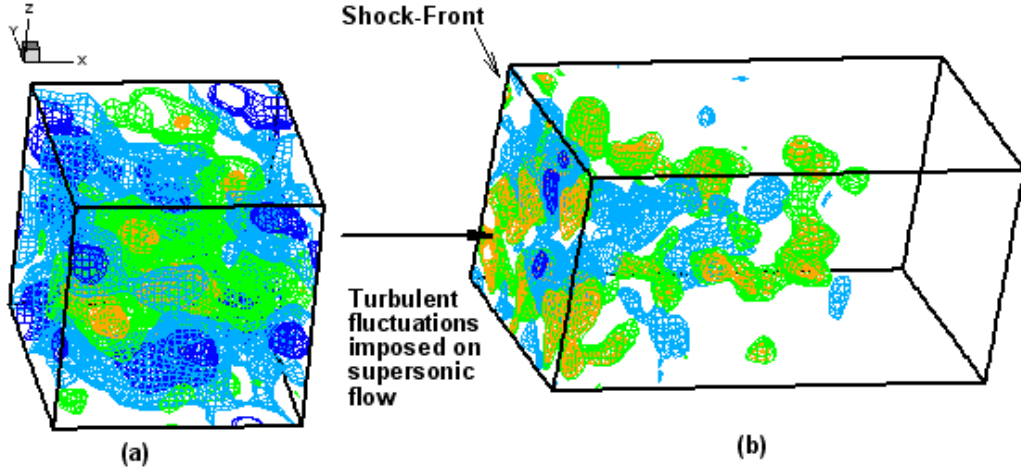 Shock-Front
Z
Y
X
Turbulent
fluctuations
imposed on
supersonic
flow
(a)
(b)